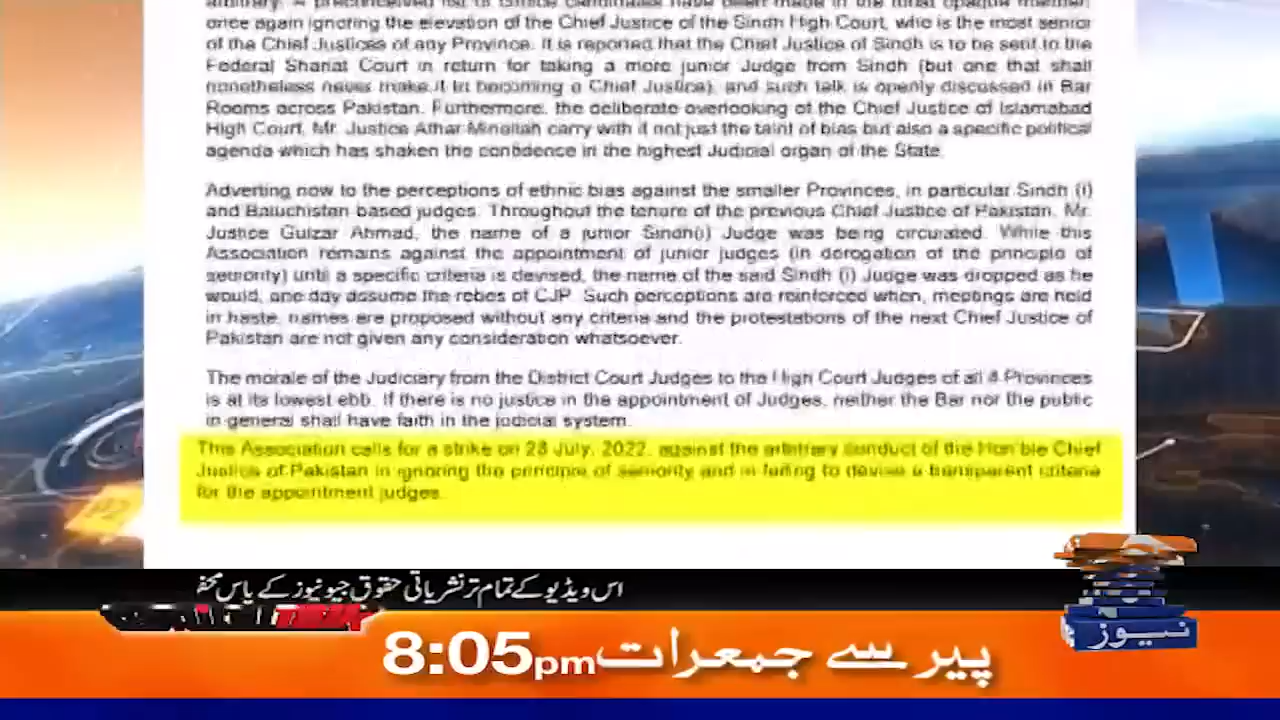 once again ignoring the elevation of the Chief Justice of the Sindh High Court, who is the most senior
of the Chief Justices of any Province. It is reported that the Chief Justice of Sindh is to be sent to the
Federal Shariat Court in return for taking a more junior Judge from Sindh (but one that shall
nonetheless never make it to becoming a Chief Justice), and such talk is openly discussed in Bar
Rooms across Pakistan. Furthermore, the deliberate overlooking of the Chief Justice of Islamabad
High Court, Mr. Justice Athar Minallah carry with it not just the taint of bias but also a specific political
agenda which has shaken the confidence in the highest Judicial organ of the State.
Adverting now to the perceptions of ethnic bias against the smaller Provinces, in particular Sindh (i)
and Baluchistan based judges. Throughout the tenure of the previous Chief Justice of Pakistan, Mr.
Justice Gulzar Ahmad, the name of a junior Sindh(i) Judge was being circulated. While this
Association remains against the appointment of junior judges (in derogation of the principle of
seniority) until a specific criteria is devised, the name of the said Sindh (i) Judge was dropped as he
would, one day assume the robes of CJP. Such perceptions are reinforced when, meetings are held
in haste, names are proposed without any criteria and the protestations of the next Chief Justice of
Pakistan are not given any consideration whatsoever.
The morale of the Judiciary from the District Court Judges to the High Court Judges of all 4 Provinces
is at its lowest ebb. If there is no justice in the appointment of Judges, neither the Bar nor the public
in general shall have faith in the judicial system.
This Association calls for a strike on 28 July, 2022, against the arbitrary conduct of the Hon'ble Chief
Justice of Pakistan in ignoring the principle of seniority and in failing to devise a transparent criteria
for the appointment judges.
اس ویڈیو کے تمام تر نشریاتی حقوق جیو نیوز کے پاس محفو
نیوز
پیر سے جمعرات 8:05pm